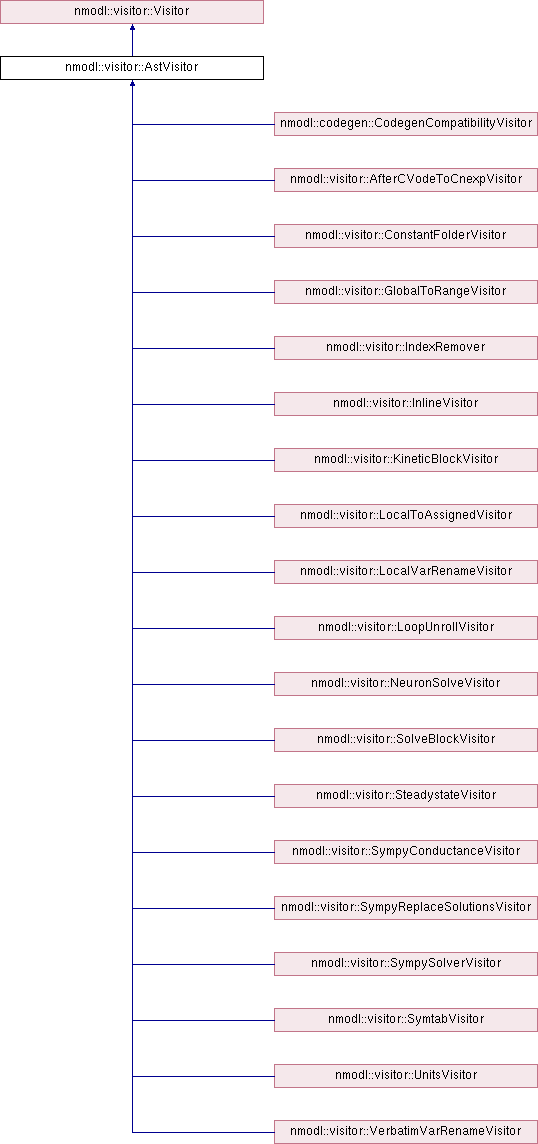 nmodl::visitor::Visitor
nmodl::visitor::AstVisitor
nmodl::codegen::CodegenCompatibilityVisitor
nmodl::visitor::AfterCVodeToCnexpVisitor
nmodl::visitor::ConstantFolderVisitor
nmodl::visitor::GlobalToRangeVisitor
nmodl::visitor::IndexRemover
nmodl::visitor::InlineVisitor
nmodl::visitor::KineticBlockVisitor
nmodl::visitor::LocalToAssignedVisitor
nmodl::visitor::LocalVarRenameVisitor
nmodl::visitor::LoopUnrollVisitor
nmodl::visitor::NeuronSolveVisitor
nmodl::visitor::SolveBlockVisitor
nmodl::visitor::SteadystateVisitor
nmodl::visitor::SympyConductanceVisitor
nmodl::visitor::SympyReplaceSolutionsVisitor
nmodl::visitor::SympySolverVisitor
nmodl::visitor::SymtabVisitor
nmodl::visitor::UnitsVisitor
nmodl::visitor::VerbatimVarRenameVisitor